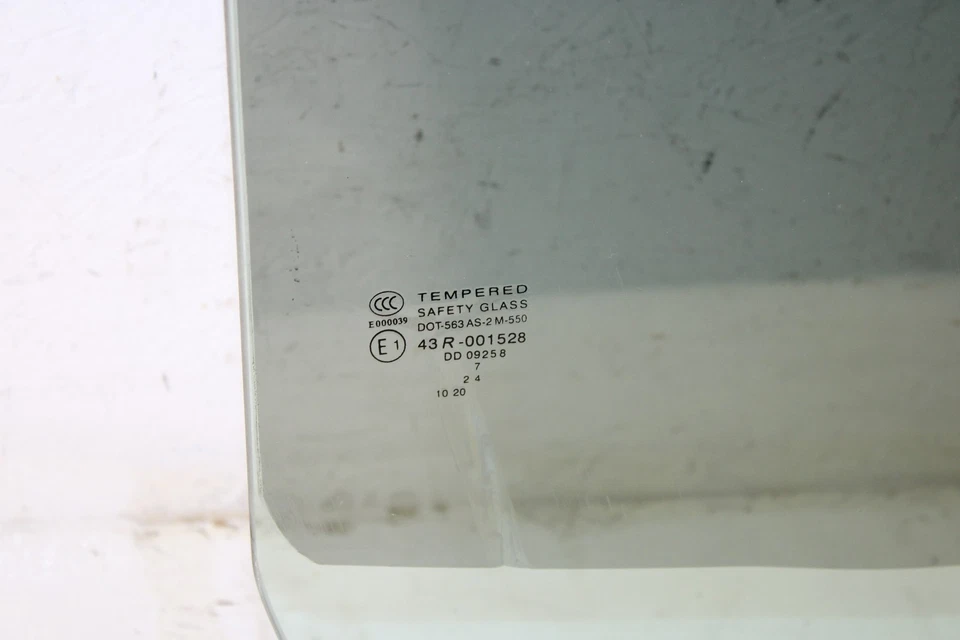 CCC
TEMPERED
SAFETY GLASS
E000039
DOT-563 AS-2 M-550
E1
43 R -001528
DD 09258
7
2 4
10 20